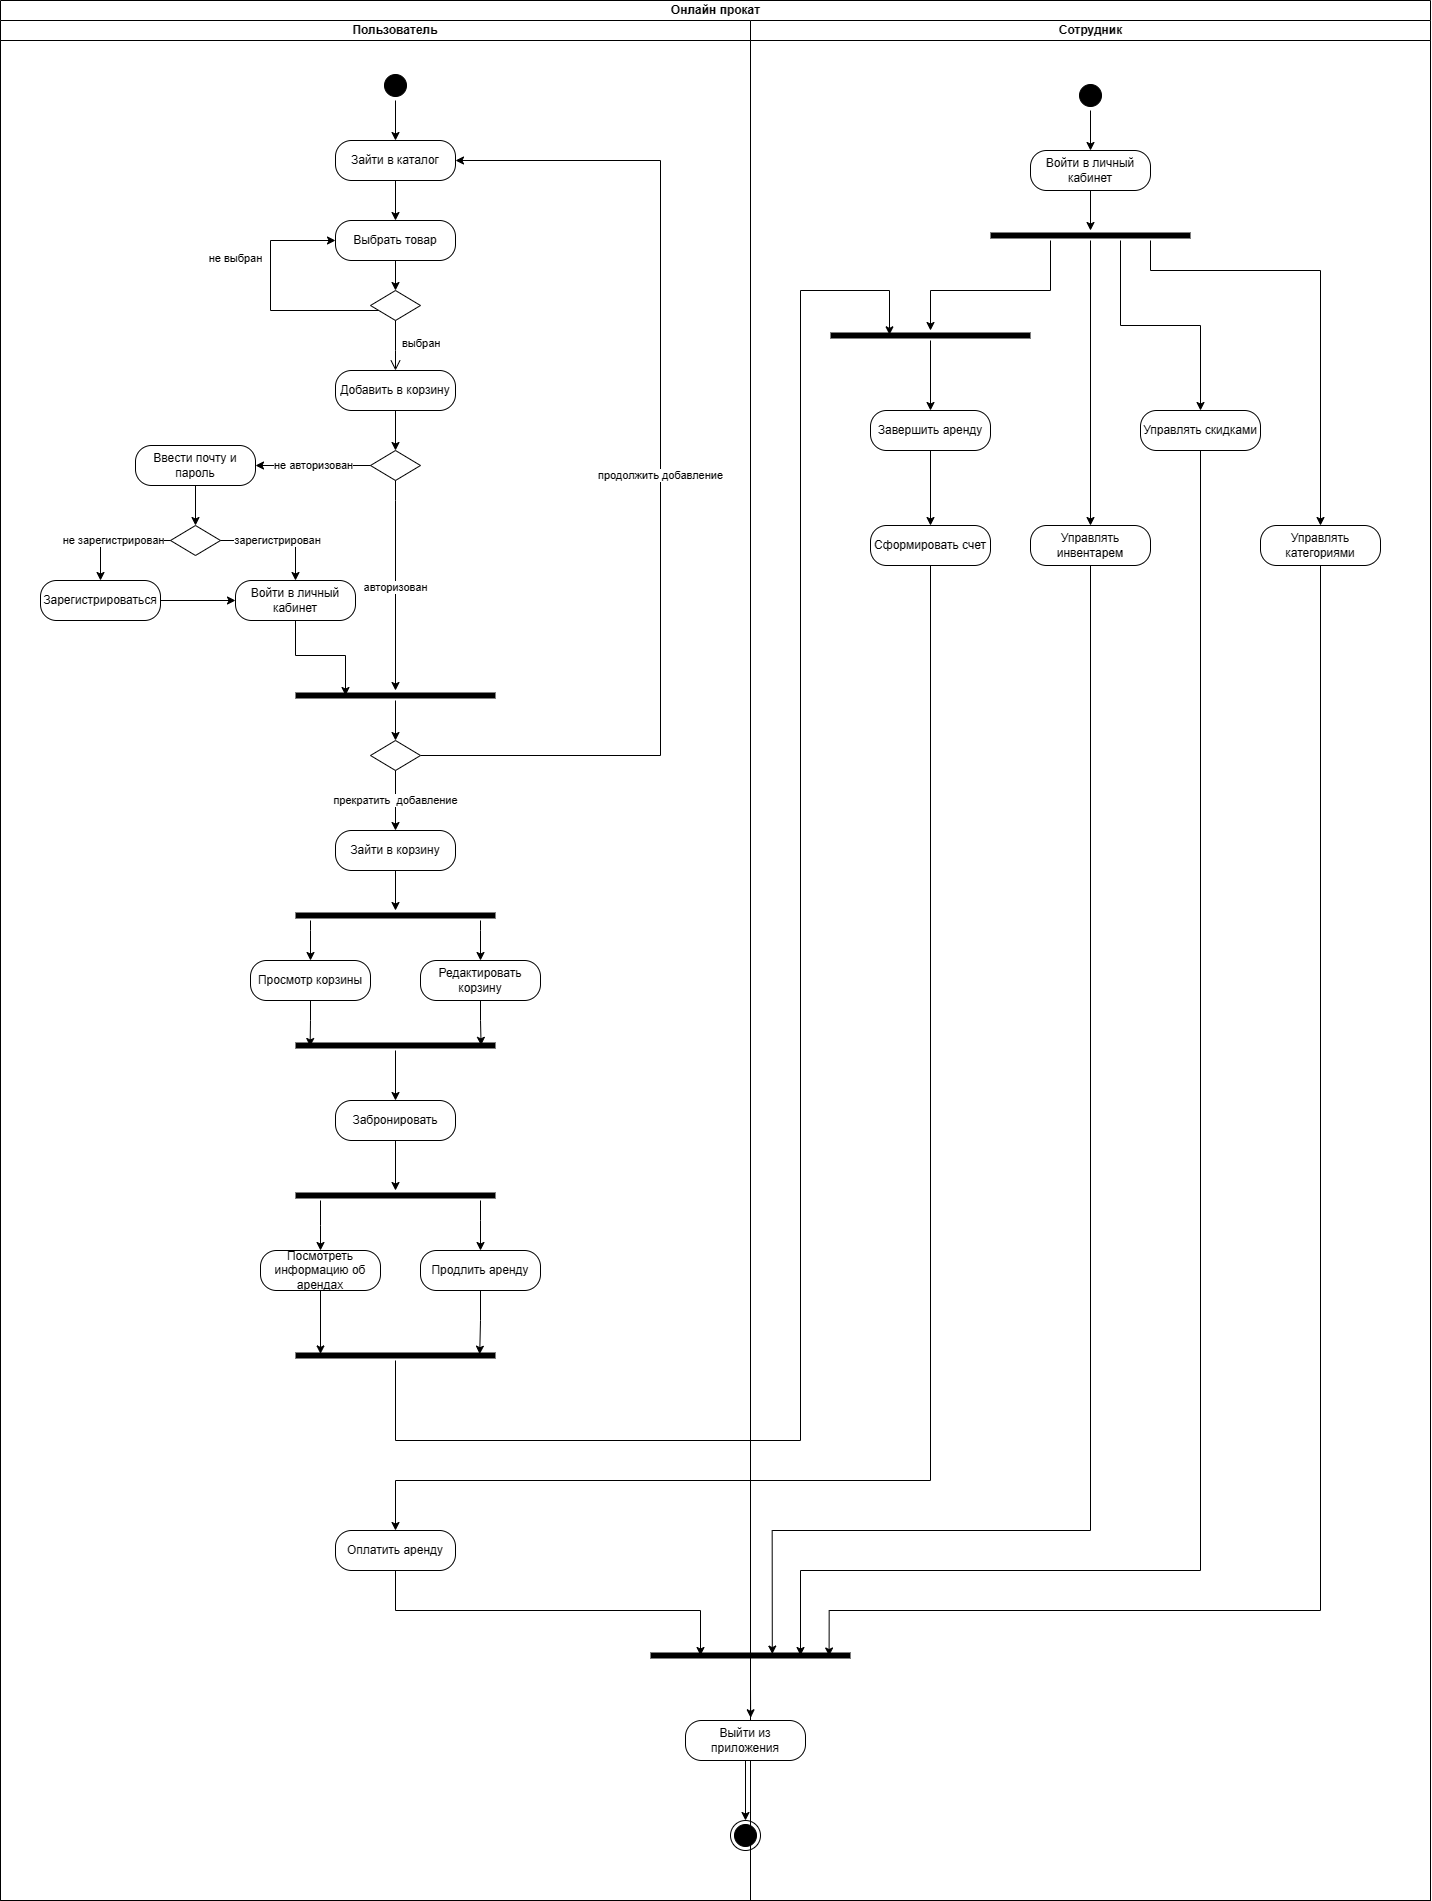 Онлайн прокат
Пользователь
Сотрудник
Зайти в каталог
Войти в личный
кабинет
Выбрать товар
не выбран
выбран
Добавить в корзину
Завершить аренду
Управлять скидками
Ввести почту и
пароль
не авторизован
продолжить добавление
не зарегистрирован
зарегистрирован
Сформировать счет
Управлять
инвентарем
Управлять
категориями
авторизован
Зарегистрироваться
Войти в личный
кабинет
прекратить добавление
Зайти в корзину
Просмотр корзины
Редактировать
корзину
Забронировать
Посмотреть
информацию об
арендах
Продлить аренду
Оплатить аренду
Выйти из
приложения